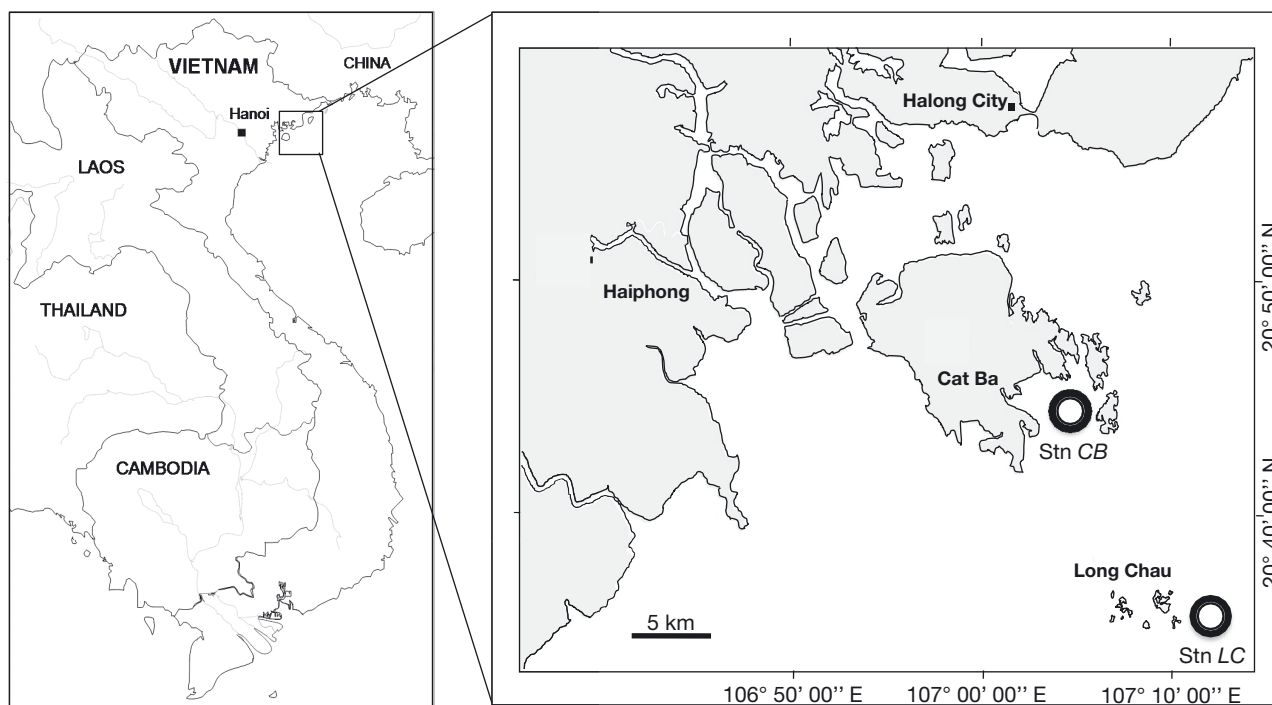 VIETNAM
CHINA
Hanoi
LAOS
THAILAND
CAMBODIA
Halong City
Haiphong
Cat Ba
Stn CB
Long Chau
Stn LC
5 km
20° 50’ 00’’ N
20° 40’ 00’’ N
106° 50’ 00’’ E
107° 00’ 00’’ E
107° 10’ 00’’ E